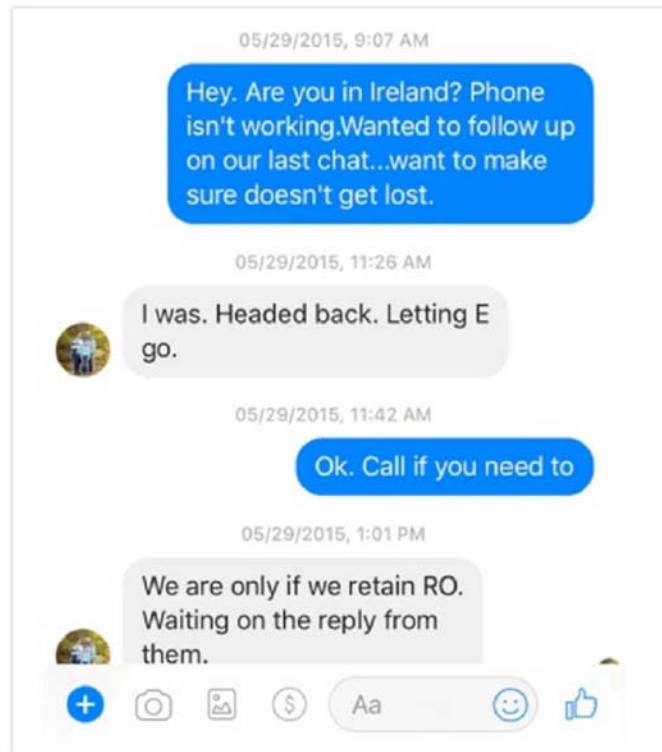 05/29/2015, 9:07 AM
Hey. Are you in Ireland? Phone
isn't working.Wanted to follow up
on our last chat...want to make
sure doesn't get lost.
05/29/2015, 11:26 AM
I was. Headed back. Letting E
go.
05/29/2015, 11:42 AM
Ok. Call if you need to
05/29/2015, 1:01 PM
We are only if we retain RO.
Waiting on the reply from
them.
Aa